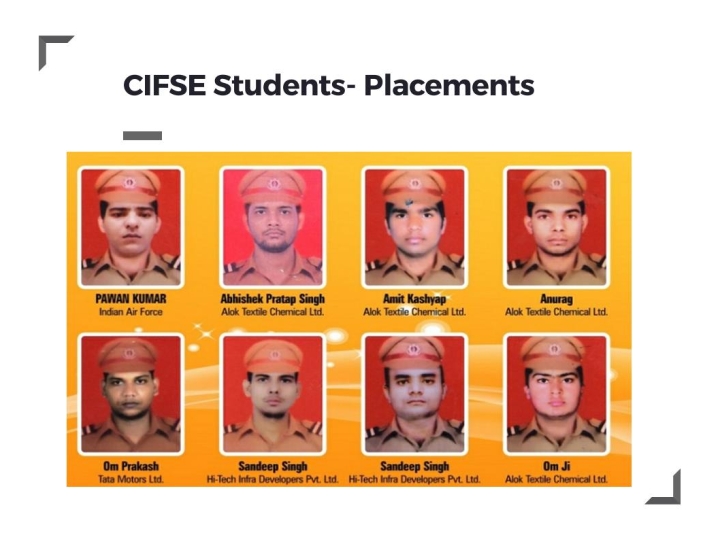 CIFSE Students- Placements
PAWAN KUMAR
Indian Air Force
Abhishek Pratap Singh
Alok Textile Chemical Ltd.
Amit Kashyap
Alok Textile Chemical Ltd.
Anurag
Alok Textile Chemical Ltd.
Om Prakash
Tata Motors Ltd.
Sandeep Singh
Hi-Tech Infra Developers Pvt. Ltd.
Sandeep Singh
Hi-Tech Infra Developers Pvt. Ltd.
Om Ji
Alok Textile Chemical Ltd.